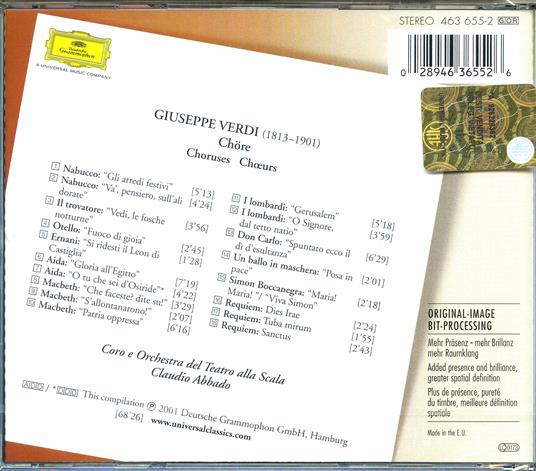 STEREO 463 655-2 GOR
Deutsche
Grammophon
A UNIVERSAL MUSIC COMPANY
0 28946 36552 6
GIUSEPPE VERDI (1813–1901)
Chöre
Choruses Chœurs
1 Nabucco: "Gli arredi festivi" [5'13]
2 Nabucco: "Va', pensiero, sull'ali
dorate" [4'24]
3 Il trovatore: "Vedi, le fosche
notturne" [3'56]
4 Otello: "Fuoco di gioia" [2'45]
5 Ernani: "Si ridesti il Leon di
Castiglia" [1'28]
6 Aida: "Gloria all'Egitto" [7'19]
7 Aida: "O tu che sei d'Osiride"* [4'22]
8 Macbeth: "Che faceste? dite su!" [3'29]
9 Macbeth: "S'allontanarono!" [2'07]
10 Macbeth: "Patria oppressa" [6'16]
11 I lombardi: "Gerusalem" [5'18]
12 I lombardi: "O Signore,
dal tetto natio" [3'59]
13 Don Carlo: "Spuntato ecco il
dì d'esulranza" [6'29]
14 Un ballo in maschera: "Posa in
pace" [2'01]
15 Simon Boccanegra: "Maria!
Maria!"/ "Viva Simon" [2'18]
16 Requiem: Dies Irae [2'24]
17 Requiem: Tuba mirum [1'55]
18 Requiem: Sanctus [2'43]
Coro e Orchestra del Teatro alla Scala
Claudio Abbado
ADD / *DDD This compilation ℗ 2001 Deutsche Grammophon GmbH, Hamburg
[68'26] www.universalclassics.com
ORIGINAL-IMAGE
BIT-PROCESSING
Mehr Präsenz - mehr Brillanz
mehr Raumklang
Added presence and brilliance,
greater spatial definition
Plus de présence, pureté
du timbre, meilleure définition
spatiale
Made in the E.U.